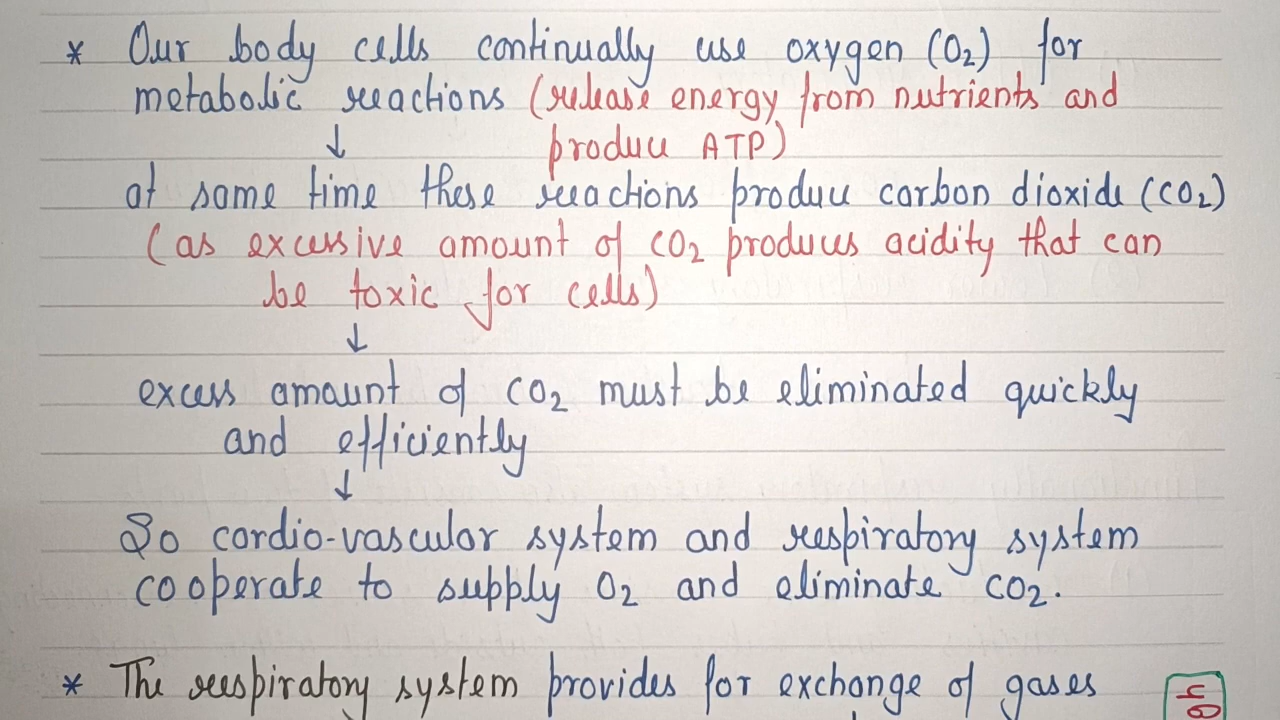 * Our body cells continually use oxygen (O₂) for
metabolic reactions (release energy from nutrients and
↓ produce ATP)
at same time these reactions produce carbon dioxide (CO₂)
(as excessive amount of CO₂ produces acidity that can
be toxic for cells)
↓
excess amount of CO₂ must be eliminated quickly
and efficiently
↓
So cardio-vascular system and respiratory system
cooperate to supply O₂ and eliminate CO₂.
* The respiratory system provides for exchange of gases